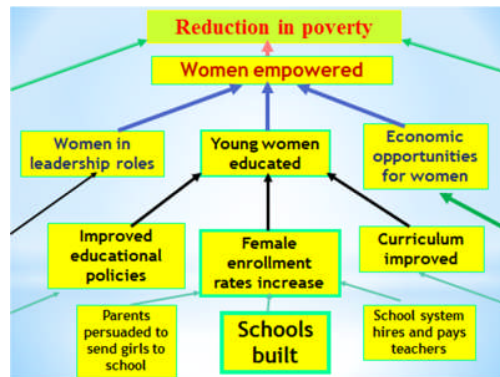 Reduction in poverty
Women empowered
Women in
leadership roles
Young women
educated
Economic
opportunities
for women
Improved
educational
policies
Female
enrollment
rates increase
Curriculum
improved
Parents
persuaded to
send girls to
school
Schools
built
School system
hires and pays
teachers